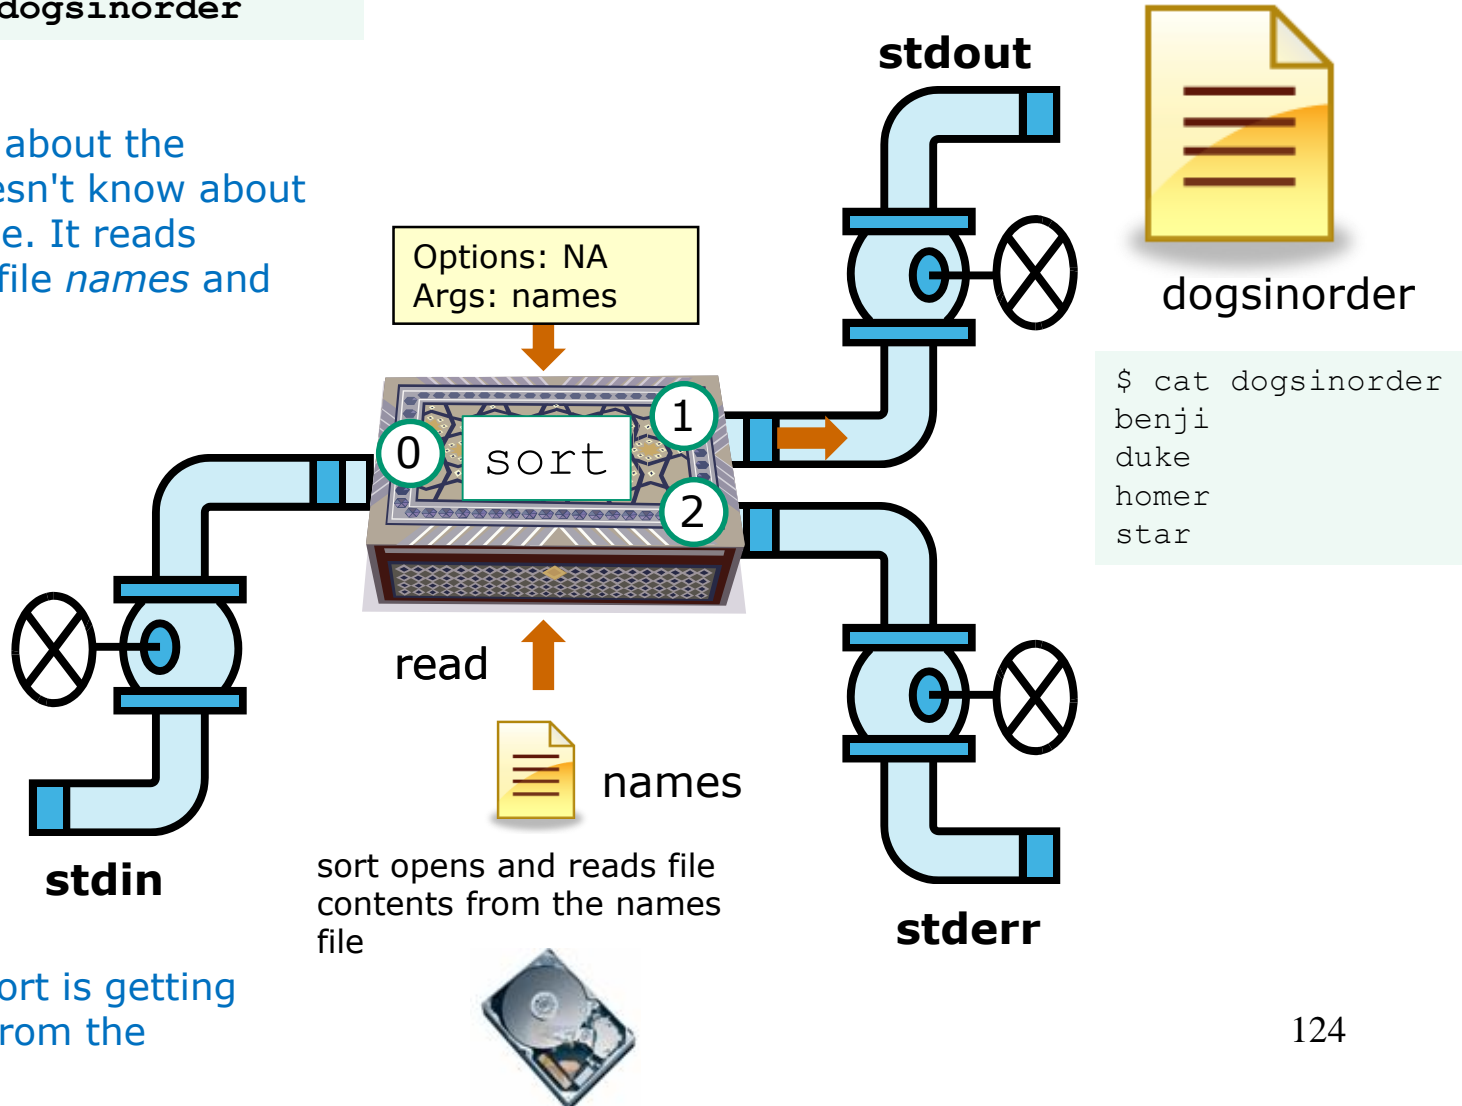 dogsinorder
about the
esn't know about
e. It reads
file names and
Options: NA
Args: names
stdout
dogsinorder
$ cat dogsinorder
benji
duke
homer
star
0
sort
1
2
read
names
stdin
sort opens and reads file
contents from the names
file
stderr
ort is getting
from the
124